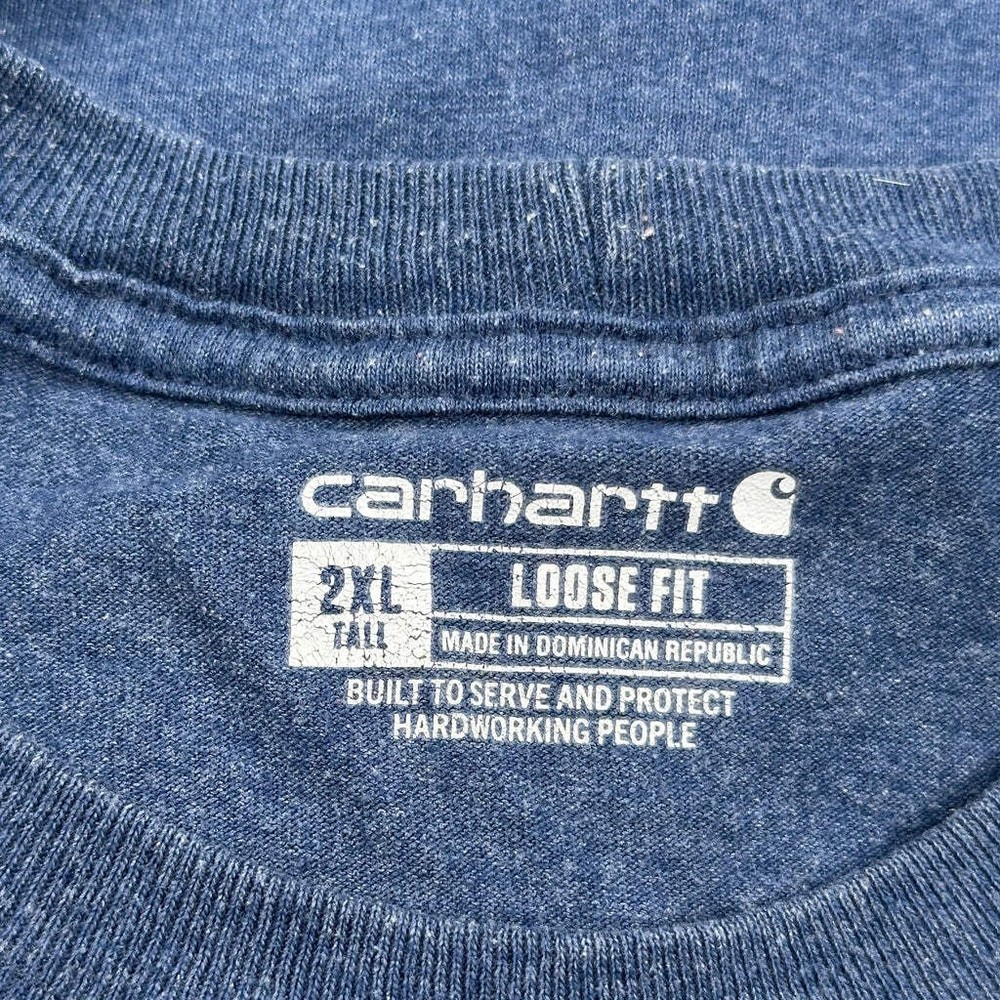 carhartt
2XL
TALL
LOOSE FIT
MADE IN DOMINICAN REPUBLIC
BUILT TO SERVE AND PROTECT
HARDWORKING PEOPLE